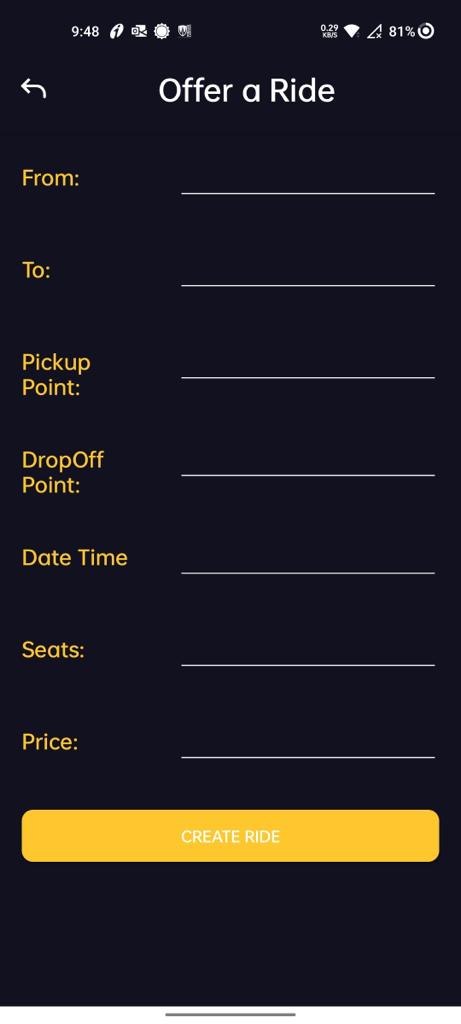 9:48 0.29 KB/S 81%
Offer a Ride
From:
To:
Pickup
Point:
DropOff
Point:
Date Time
Seats:
Price:
CREATE RIDE